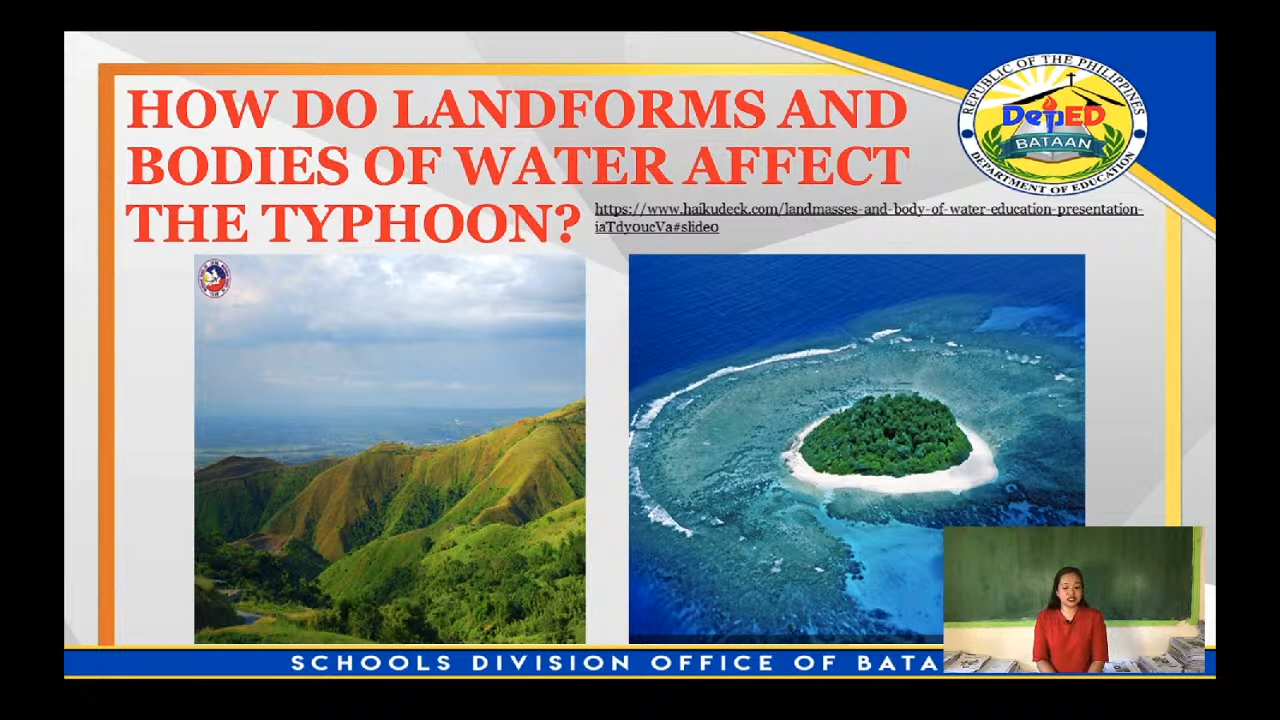 HOW DO LANDFORMS AND
BODIES OF WATER AFFECT
THE TYPHOON?
https://www.haikudeck.com/landmasses-and-body-of-water-education-presentation-
iaTdy0ucVa#slide0
REPUBLIC OF THE PHILIPPINES
DepED
BATAAN
DEPARTMENT OF EDUCATION
SCHOOLS DIVISION OFFICE OF BATA